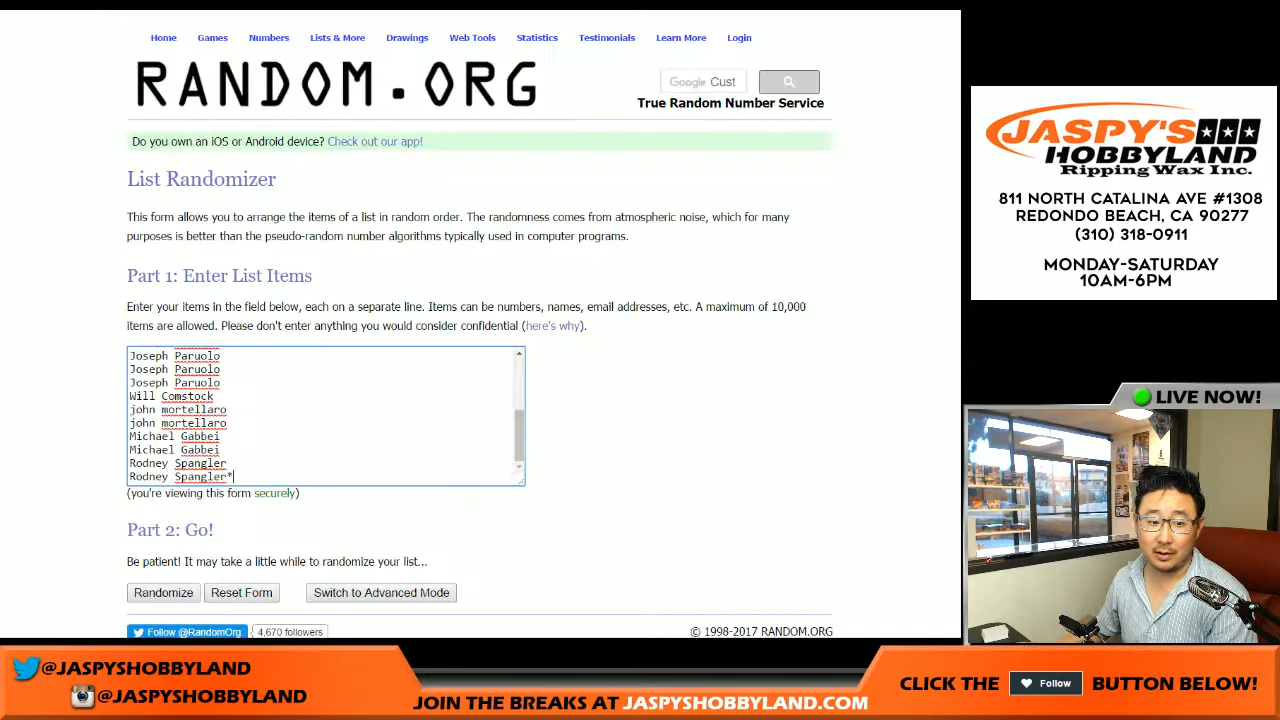 Home Games Numbers Lists & More Drawings Web Tools Statistics Testimonials Learn More Login
RANDOM.ORG
Google Cust
True Random Number Service
Do you own an iOS or Android device? Check out our app!
List Randomizer
This form allows you to arrange the items of a list in random order. The randomness comes from atmospheric noise, which for many
purposes is better than the pseudo-random number algorithms typically used in computer programs.
Part 1: Enter List Items
Enter your items in the field below, each on a separate line. Items can be numbers, names, email addresses, etc. A maximum of 10,000
items are allowed. Please don't enter anything you would consider confidential (here's why).
Joseph Paruolo
Joseph Paruolo
Joseph Paruolo
Will Comstock
john mortellaro
john mortellaro
Michael Gabbei
Michael Gabbei
Rodney Spangler
Rodney Spangler*
(you're viewing this form securely)
Part 2: Go!
Be patient! It may take a little while to randomize your list...
Randomize Reset Form Switch to Advanced Mode
Follow @RandomOrg 4,670 followers
© 1998-2017 RANDOM.ORG
JASPY'S
HOBBYLAND
Ripping Wax Inc.
811 NORTH CATALINA AVE #1308
REDONDO BEACH, CA 90277
(310) 318-0911
MONDAY-SATURDAY
10AM-6PM
LIVE NOW!
@JASPYSHOBBYLAND
@JASPYSHOBBYLAND
JOIN THE BREAKS AT JASPYSHOBBYLAND.COM
CLICK THE Follow BUTTON BELOW!